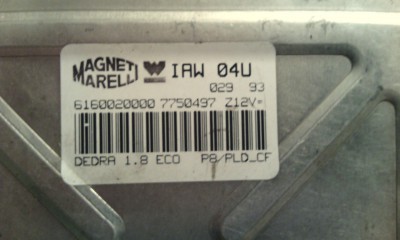 MAGNETI MARELLI W IAW 04U
029 93
6160020000 7750497 Z12V=
DEDRA 1.8 ECO P8/PLD_CF